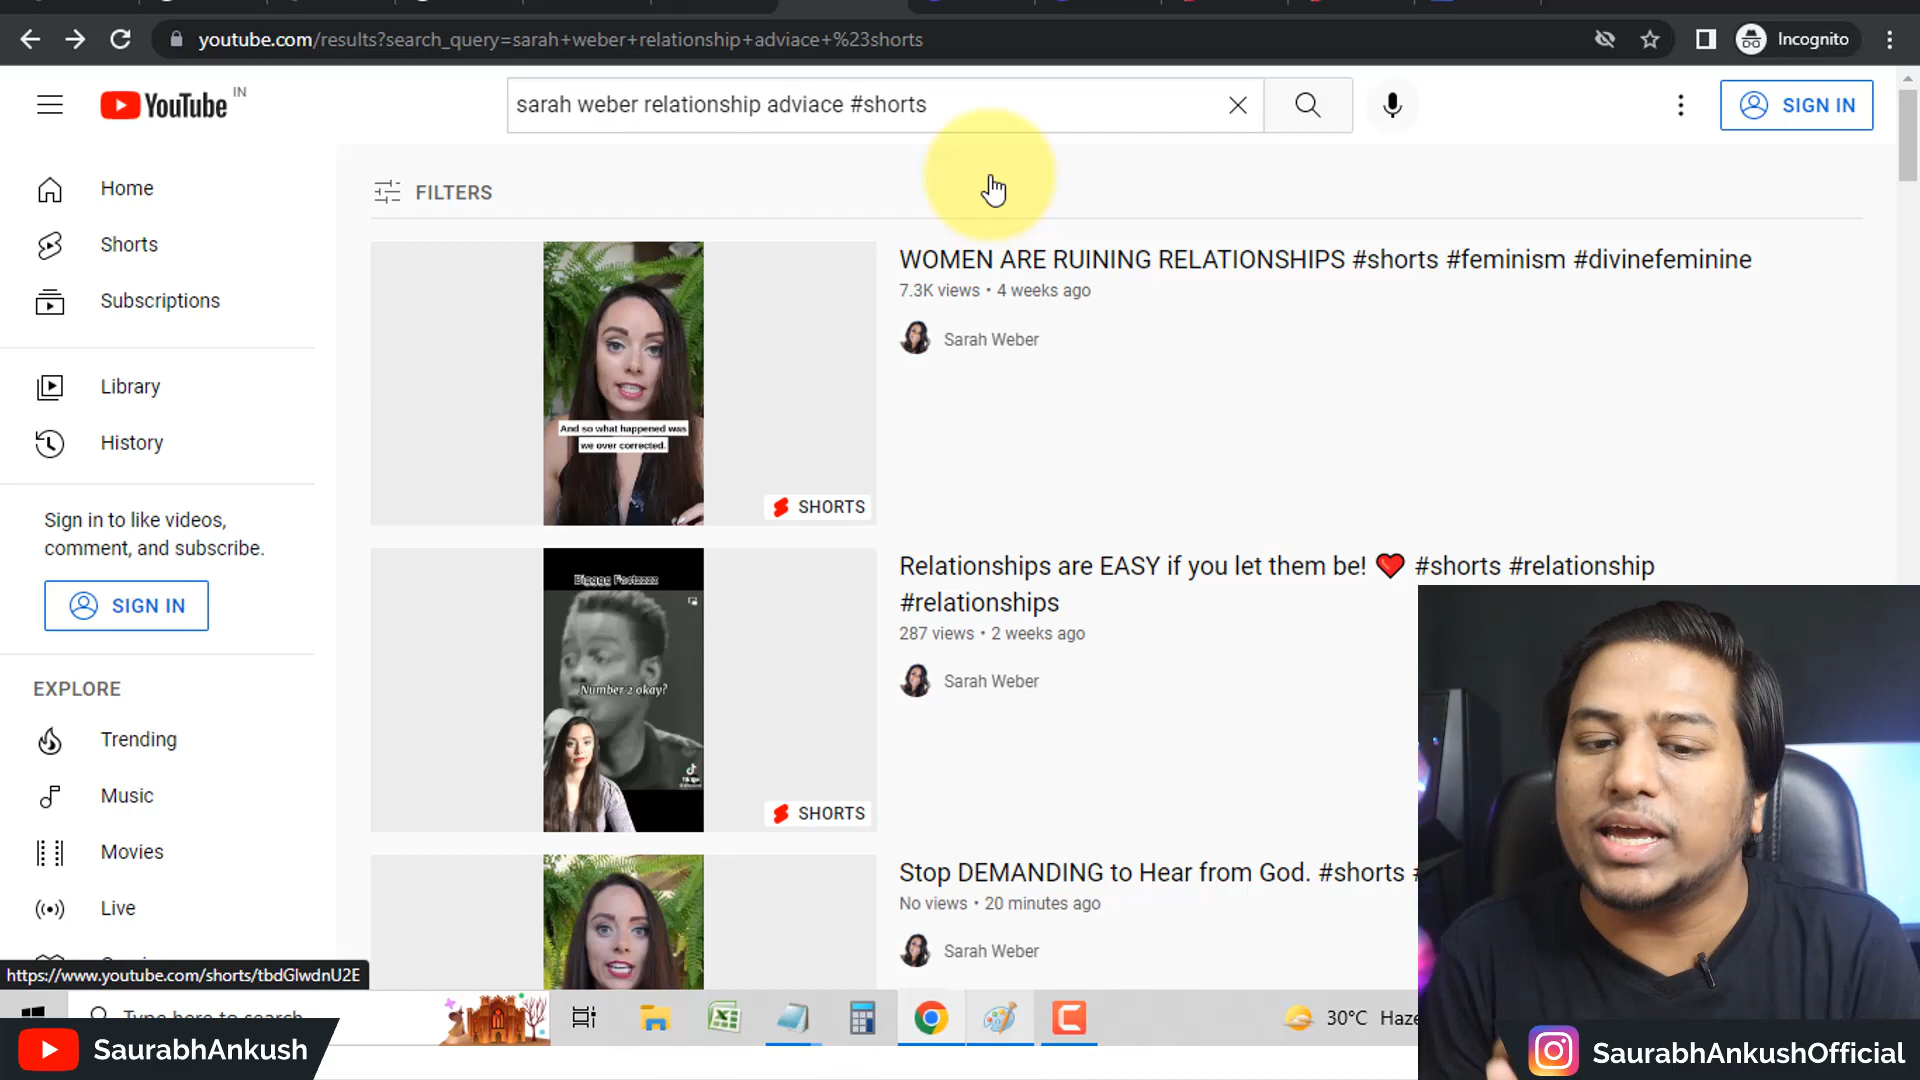 youtube.com/results?search_query=sarah+weber+relationship+adviace+%23shorts
Incognito
YouTube IN
sarah weber relationship adviace #shorts
SIGN IN
Home
Shorts
Subscriptions
Library
History
Sign in to like videos,
comment, and subscribe.
SIGN IN
EXPLORE
Trending
Music
Movies
Live
FILTERS
And so what happened was
we over corrected.
SHORTS
WOMEN ARE RUINING RELATIONSHIPS #shorts #feminism #divinefeminine
7.3K views • 4 weeks ago
Sarah Weber
Number 2 okay?
SHORTS
Relationships are EASY if you let them be! ❤️ #shorts #relationship
#relationships
287 views • 2 weeks ago
Sarah Weber
Stop DEMANDING to Hear from God. #shorts
No views • 20 minutes ago
Sarah Weber
https://www.youtube.com/shorts/tbdGlwdnU2E
Type here to search
30°C Haze
SaurabhAnkush
SaurabhAnkushOfficial